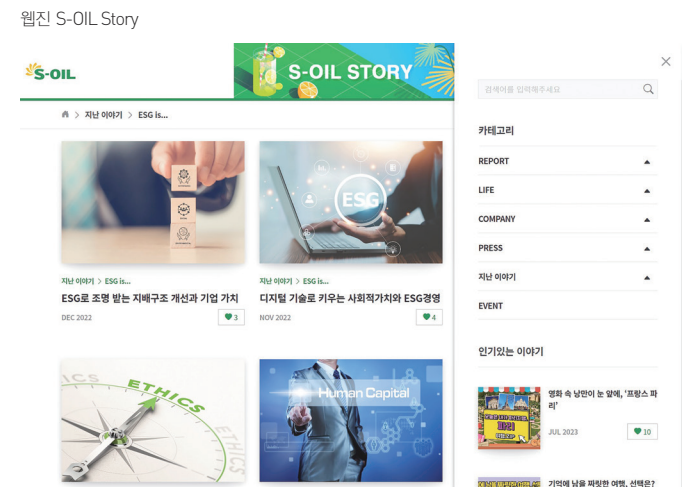 웹진 S-OIL Story
S-OIL
S-OIL STORY
검색어를 입력해주세요
지난 이야기 > ESG is...
카테고리
REPORT
LIFE
COMPANY
PRESS
지난 이야기
EVENT
ESG
지난 이야기 > ESG is...
ESG로 조명 받는 지배구조 개선과 기업 가치
DEC 2022
3
지난 이야기 > ESG is...
디지털 기술로 키우는 사회적가치와 ESG경영
NOV 2022
4
인기있는 이야기
ICS
ETHICS
ETHICS
Human Capital
영화 속 낭만이 눈 앞에, '프랑스 파
리'
JUL 2023
10
파리
기억에 남을 짜릿한 여행, 선택은?